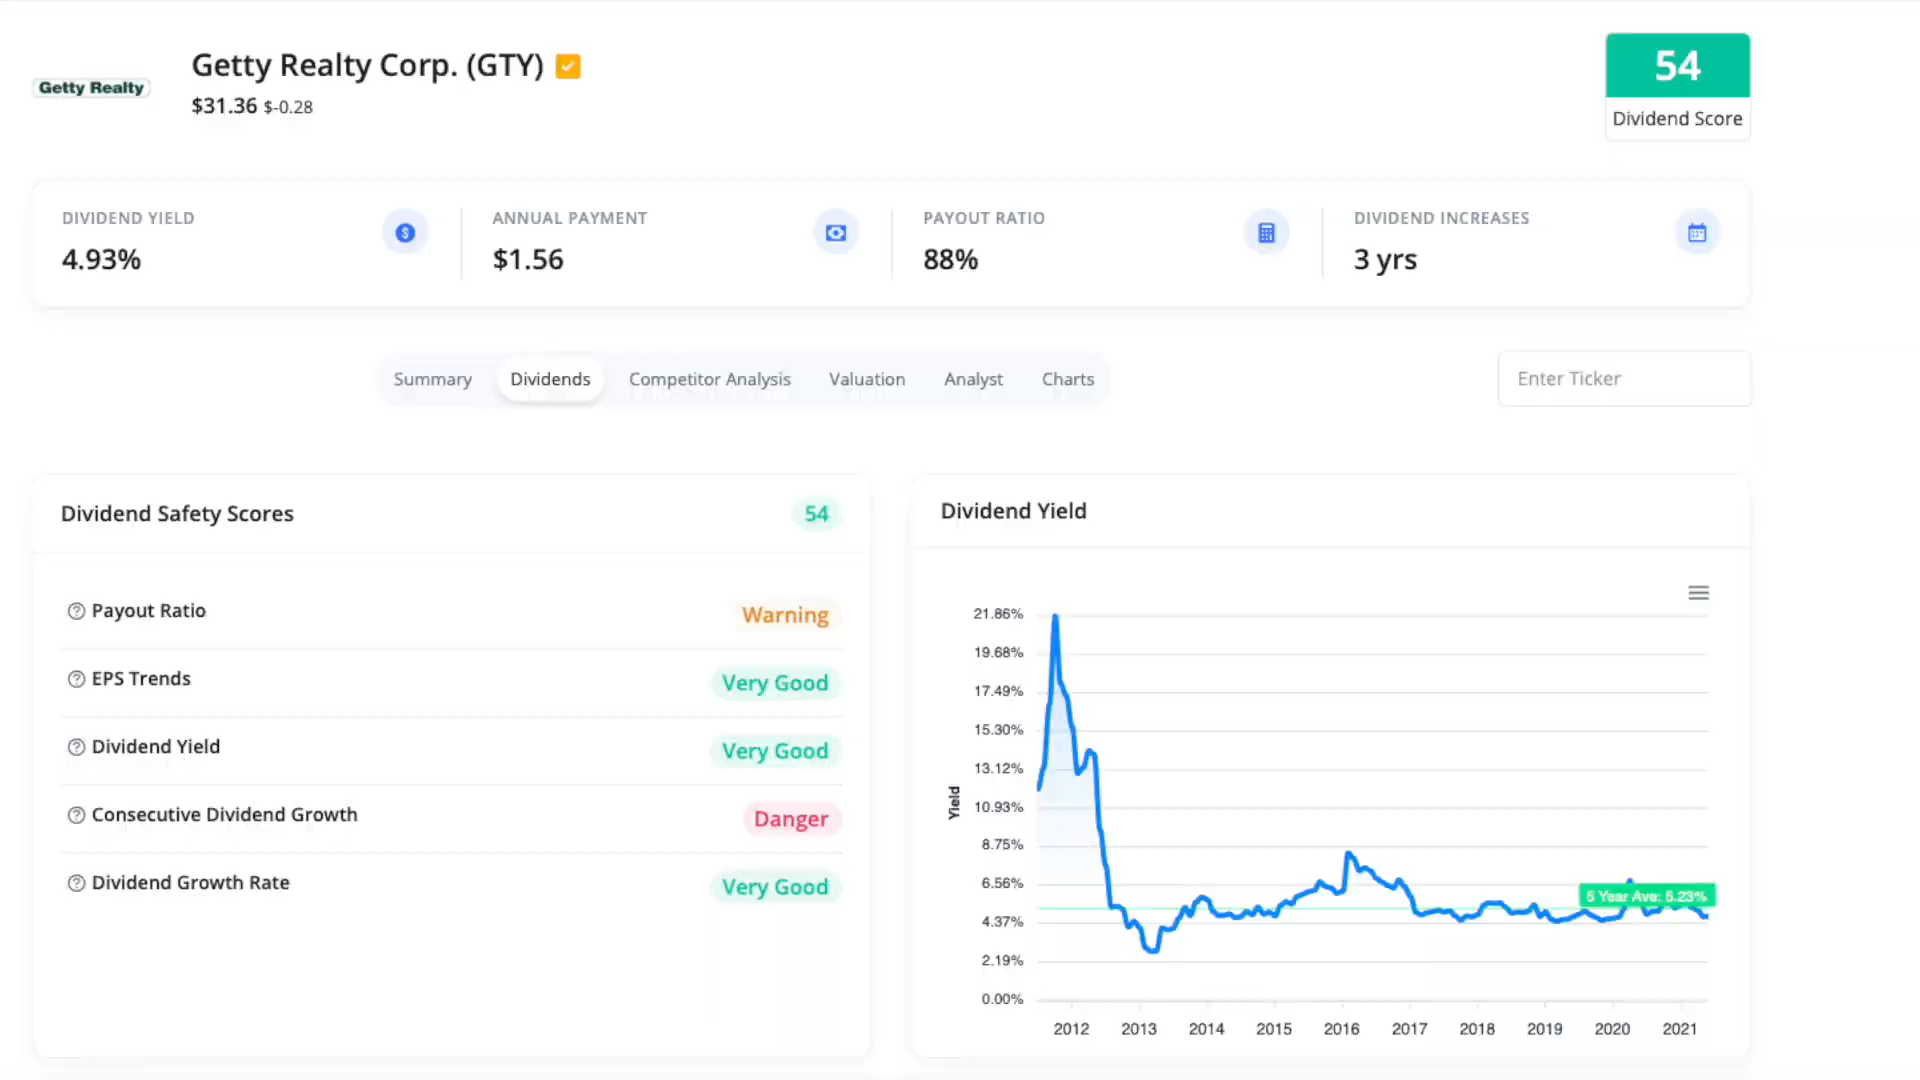 Getty Realty
Getty Realty Corp. (GTY)
$31.36 $-0.28
54
Dividend Score
DIVIDEND YIELD
4.93%
ANNUAL PAYMENT
$1.56
PAYOUT RATIO
88%
DIVIDEND INCREASES
3 yrs
Summary
Dividends
Competitor Analysis
Valuation
Analyst
Charts
Enter Ticker
Dividend Safety Scores
54
Payout Ratio
Warning
EPS Trends
Very Good
Dividend Yield
Very Good
Consecutive Dividend Growth
Danger
Dividend Growth Rate
Very Good
Dividend Yield
Yield
21.86%
19.68%
17.49%
15.30%
13.12%
10.93%
8.75%
6.56%
4.37%
2.19%
0.00%
5 Year Ave: 5.23%
2012 2013 2014 2015 2016 2017 2018 2019 2020 2021